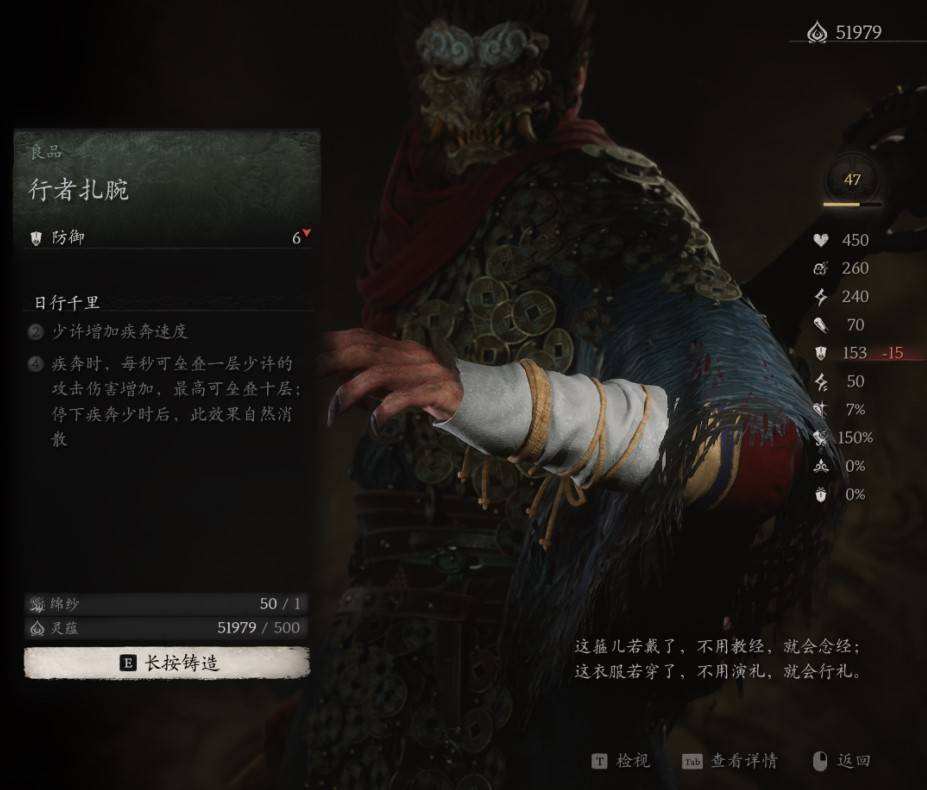 51979
良品
行者扎腕
防御 6
日行千里
2 少许增加疾奔速度
4 疾奔时，每秒可垒叠一层少许的
攻击伤害增加，最高可垒叠十层；
停下疾奔少时后，此效果自然消
散
绵纱 50 / 1
灵蕴 51979 / 500
E 长按铸造
47
450
260
240
70
153 -15
50
7%
150%
0%
0%
这箍儿若戴了，不用教经，就会念经；
这衣服若穿了，不用演礼，就会行礼。
T 检视 Tab 查看详情 返回